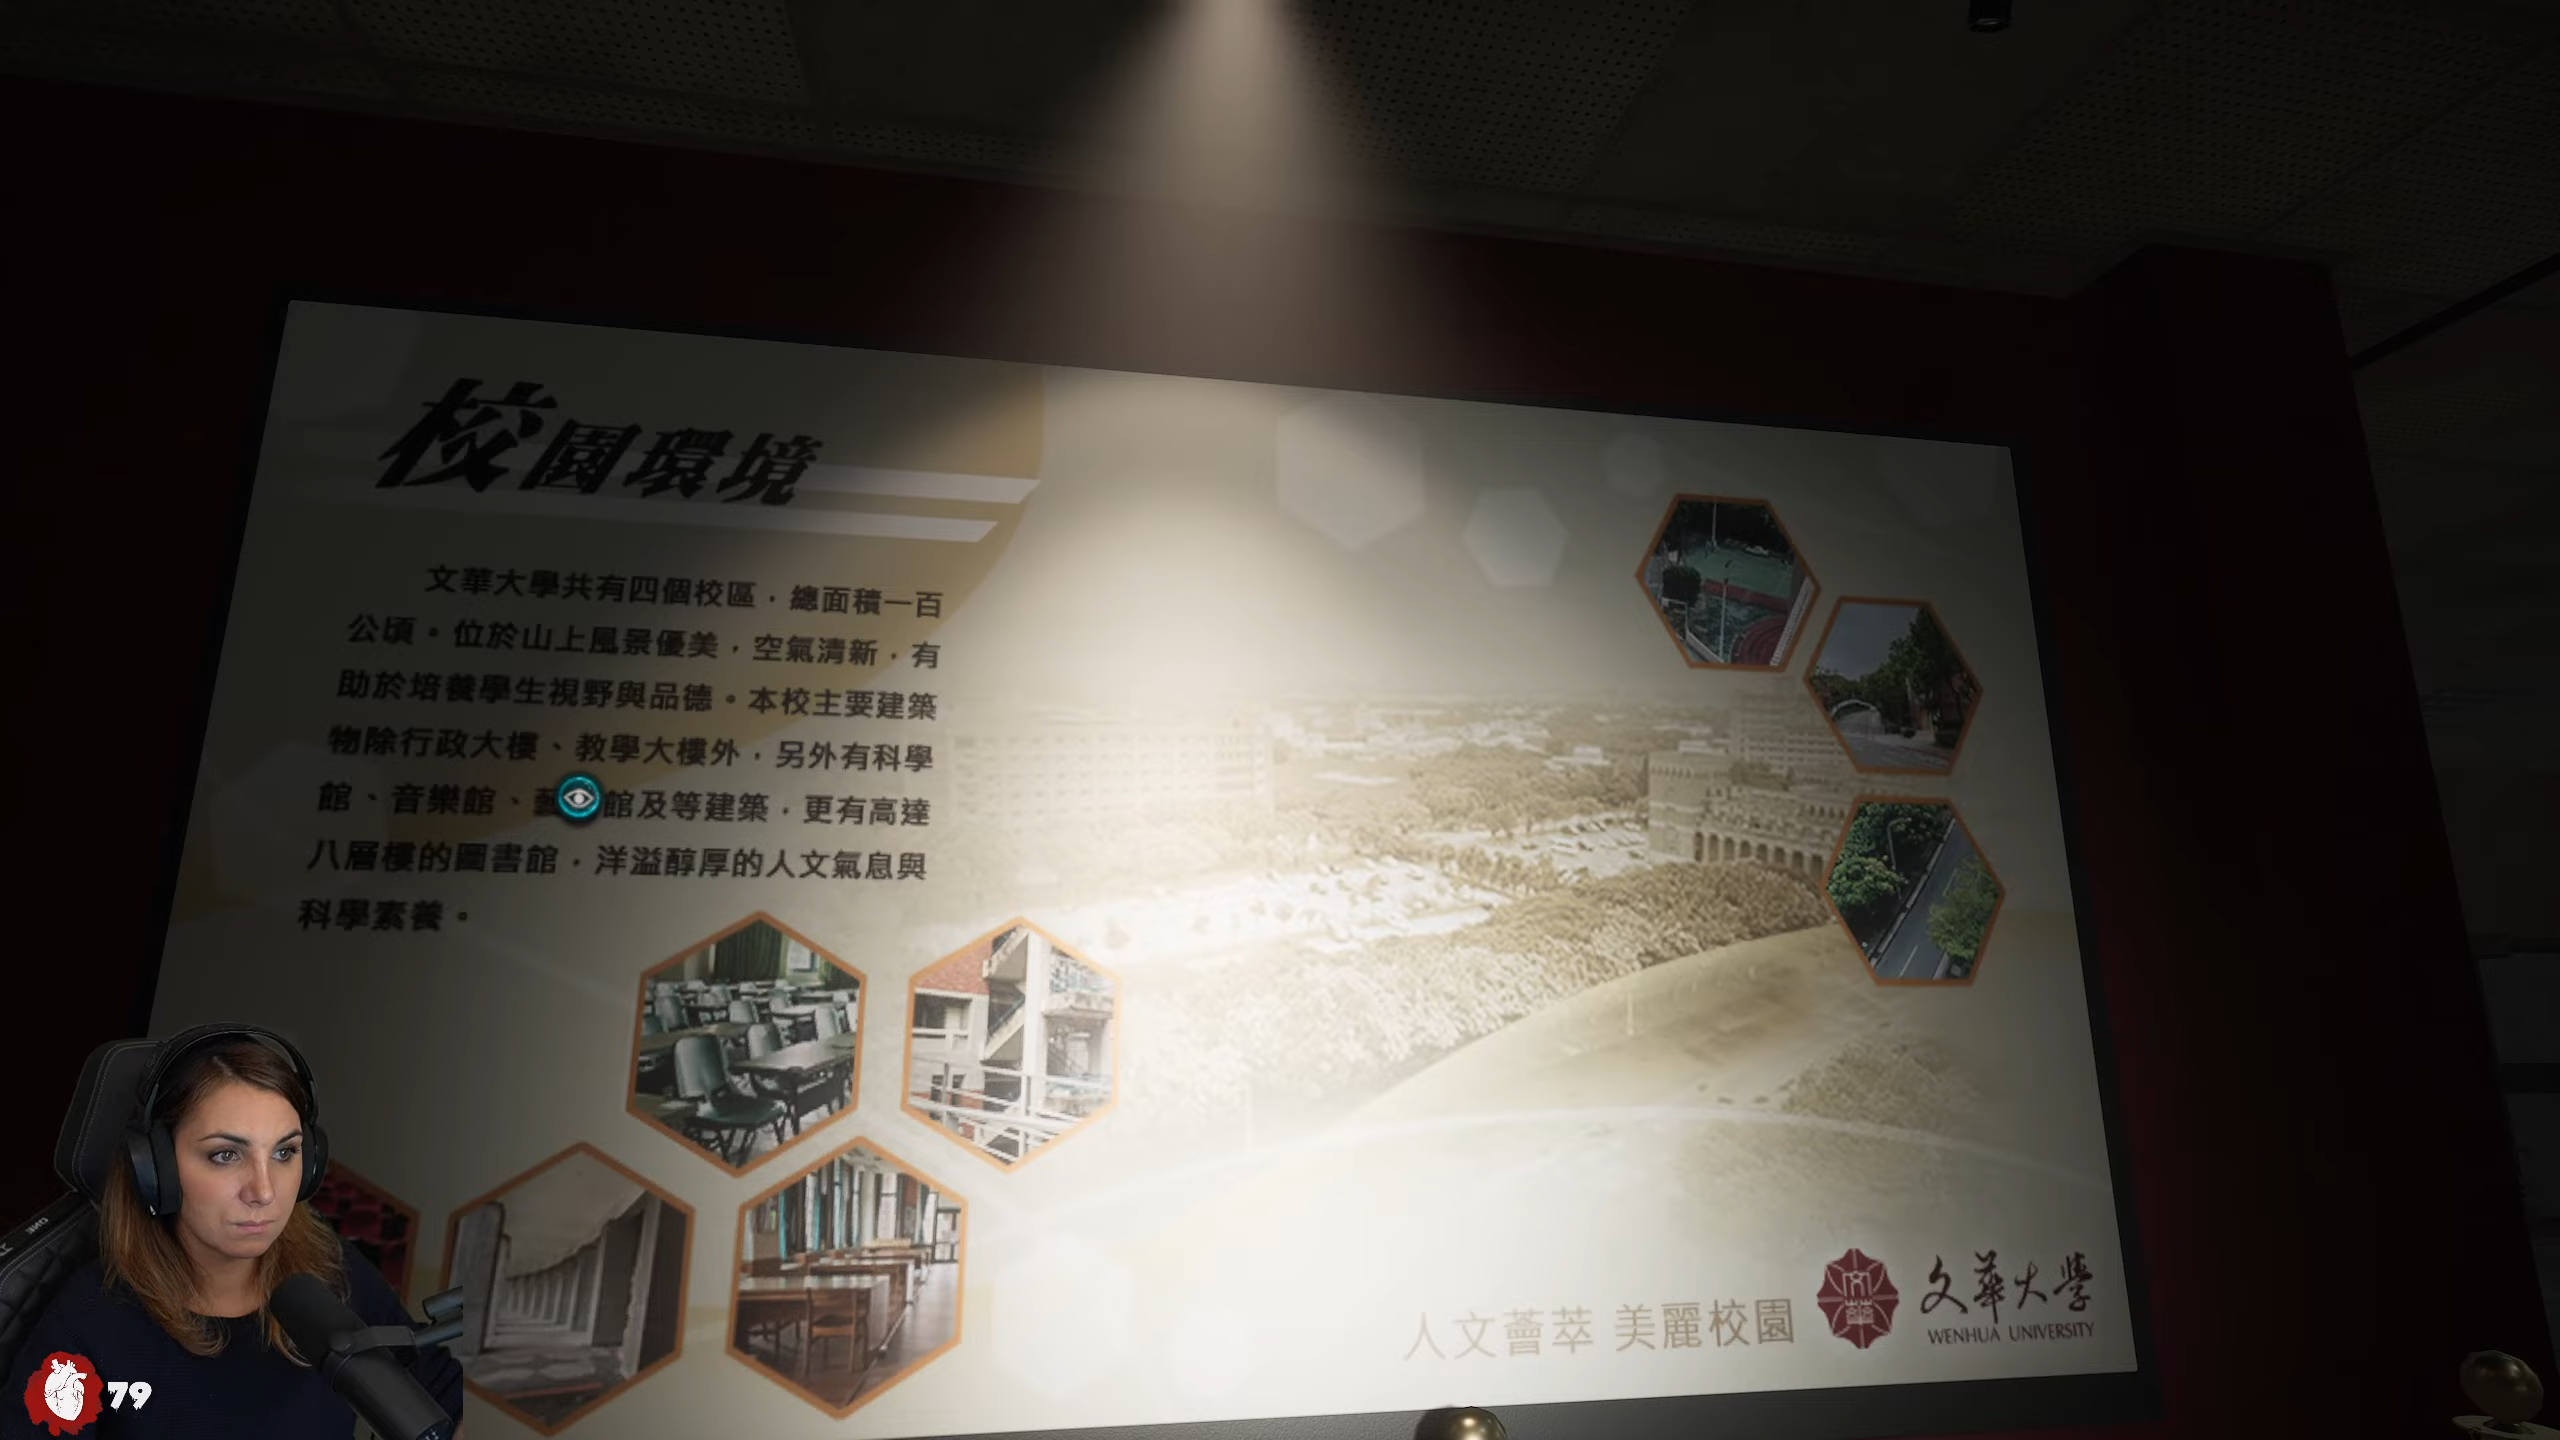 校園環境
文華大學共有四個校區，總面積一百
公頃。位於山上風景優美，空氣清新，有
助於培養學生視野與品德。本校主要建築
物除行政大樓、教學大樓外，另外有科學
館、音樂館、藝館及等建築，更有高達
八層樓的圖書館，洋溢醇厚的人文氣息與
科學素養。
人文薈萃 美麗校園
文華大學
WENHUA UNIVERSITY
79